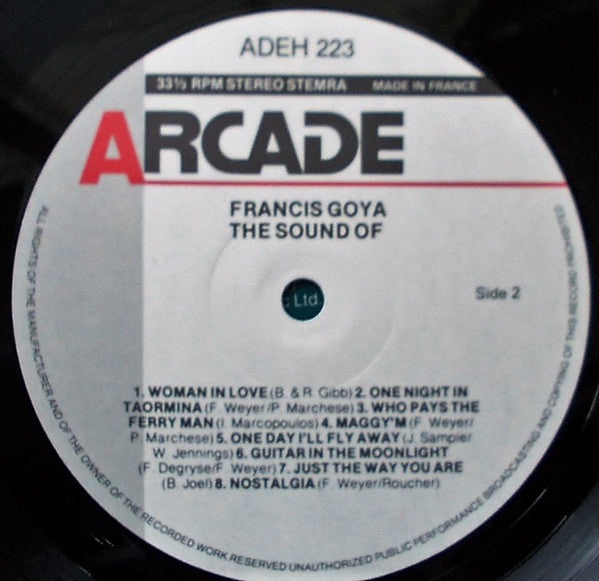 ADEH 223
33⅓ RPM STEREO STEMRA MADE IN FRANCE
ARCADE
FRANCIS GOYA
THE SOUND OF
Ltd.
Side 2
1. WOMAN IN LOVE (B. & R. Gibb) 2. ONE NIGHT IN
TAORMINA (F. Weyer/P. Marchese) 3. WHO PAYS THE
FERRY MAN (I. Marcopoulos) 4. MAGGY'M (F. Weyer/
P. Marchese) 5. ONE DAY I'LL FLY AWAY (J. Sampler/
W. Jennings) 6. GUITAR IN THE MOONLIGHT
(F. Degryse/F. Weyer) 7. JUST THE WAY YOU ARE
(B. Joel) 8. NOSTALGIA (F. Weyer/Roucher)
ALL RIGHTS OF THE MANUFACTURER AND OF THE OWNER OF THE RECORDED WORK RESERVED UNAUTHORIZED PUBLIC PERFORMANCE BROADCASTING AND COPYING OF THIS RECORD PROHIBITED